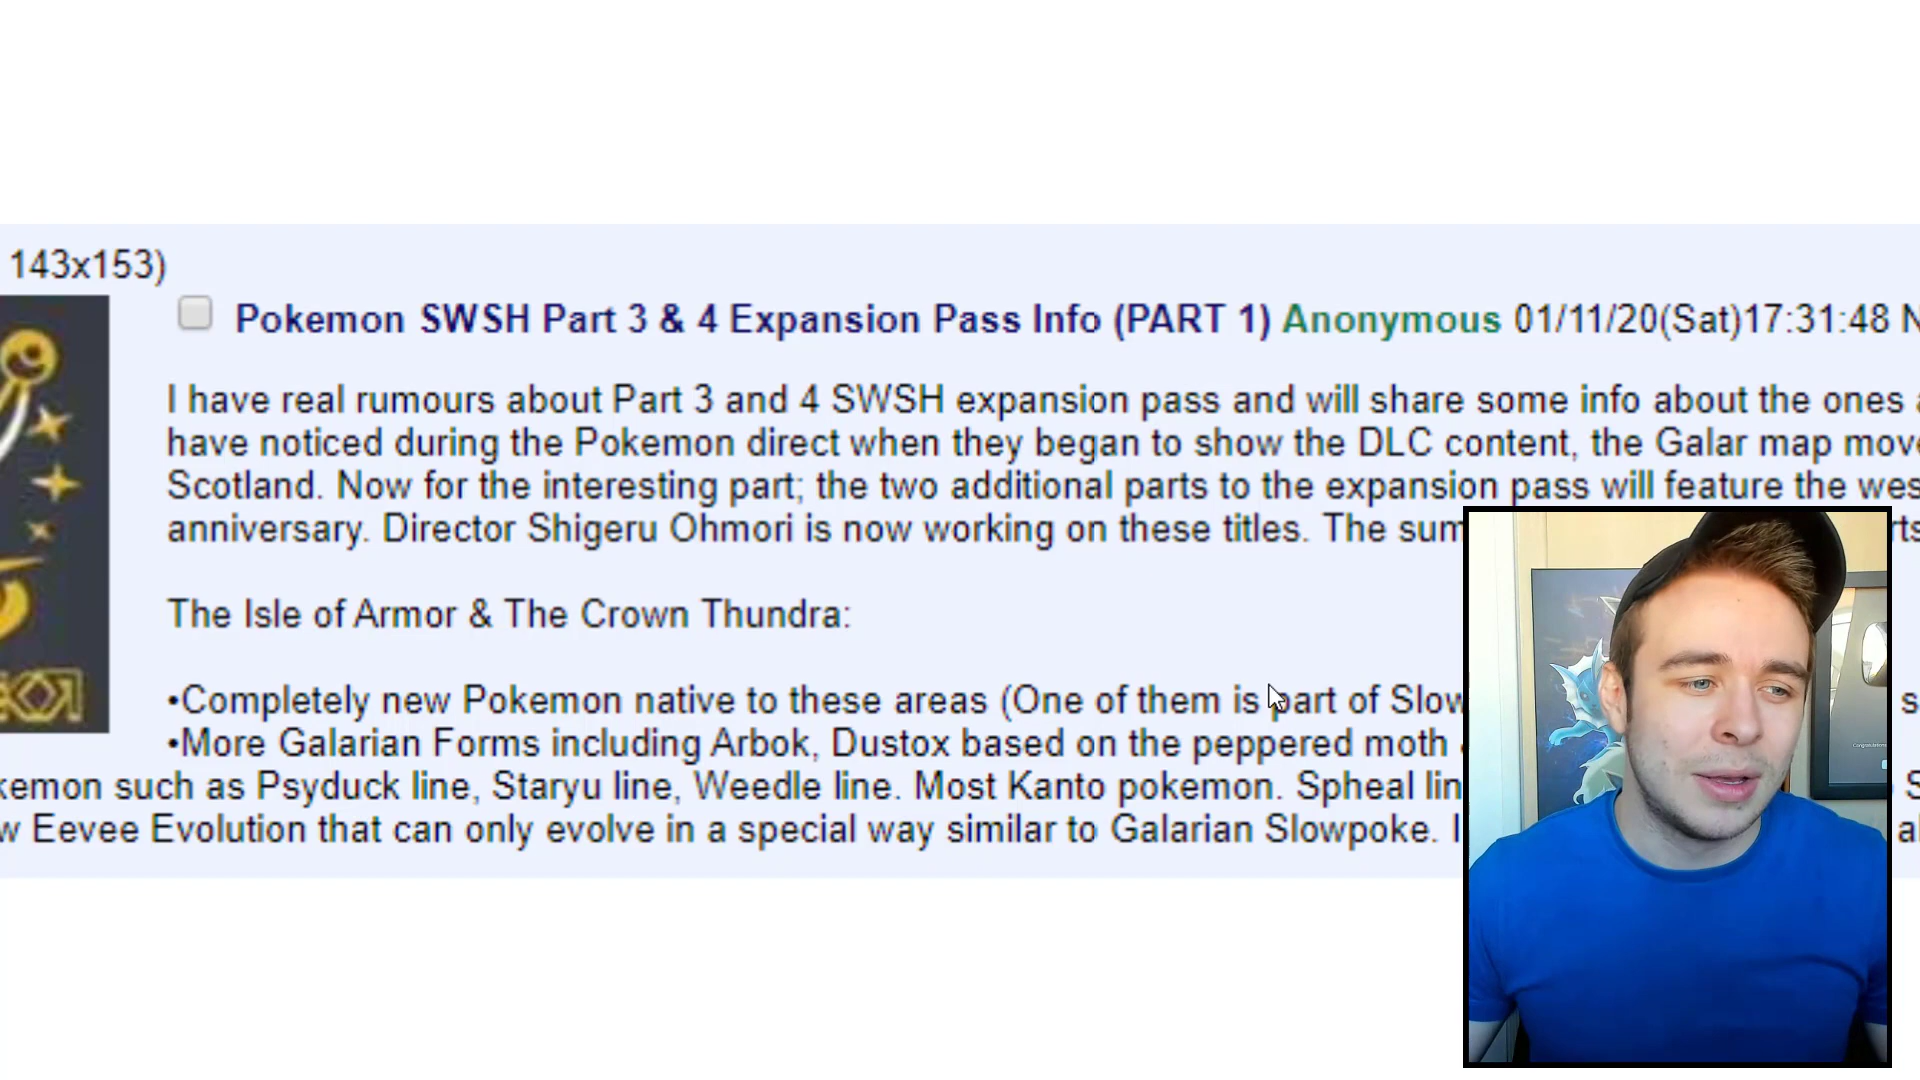 143x153)
Pokemon SWSH Part 3 & 4 Expansion Pass Info (PART 1) Anonymous 01/11/20(Sat)17:31:48
I have real rumours about Part 3 and 4 SWSH expansion pass and will share some info about the ones
have noticed during the Pokemon direct when they began to show the DLC content, the Galar map
Scotland. Now for the interesting part; the two additional parts to the expansion pass will feature the
anniversary. Director Shigeru Ohmori is now working on these titles. The
The Isle of Armor & The Crown Thundra:
•Completely new Pokemon native to these areas (One of them is part of
•More Galarian Forms including Arbok, Dustox based on the peppered moth
such as Psyduck line, Staryu line, Weedle line. Most Kanto pokemon. Spheal
Eevee Evolution that can only evolve in a special way similar to Galarian Slowpoke.